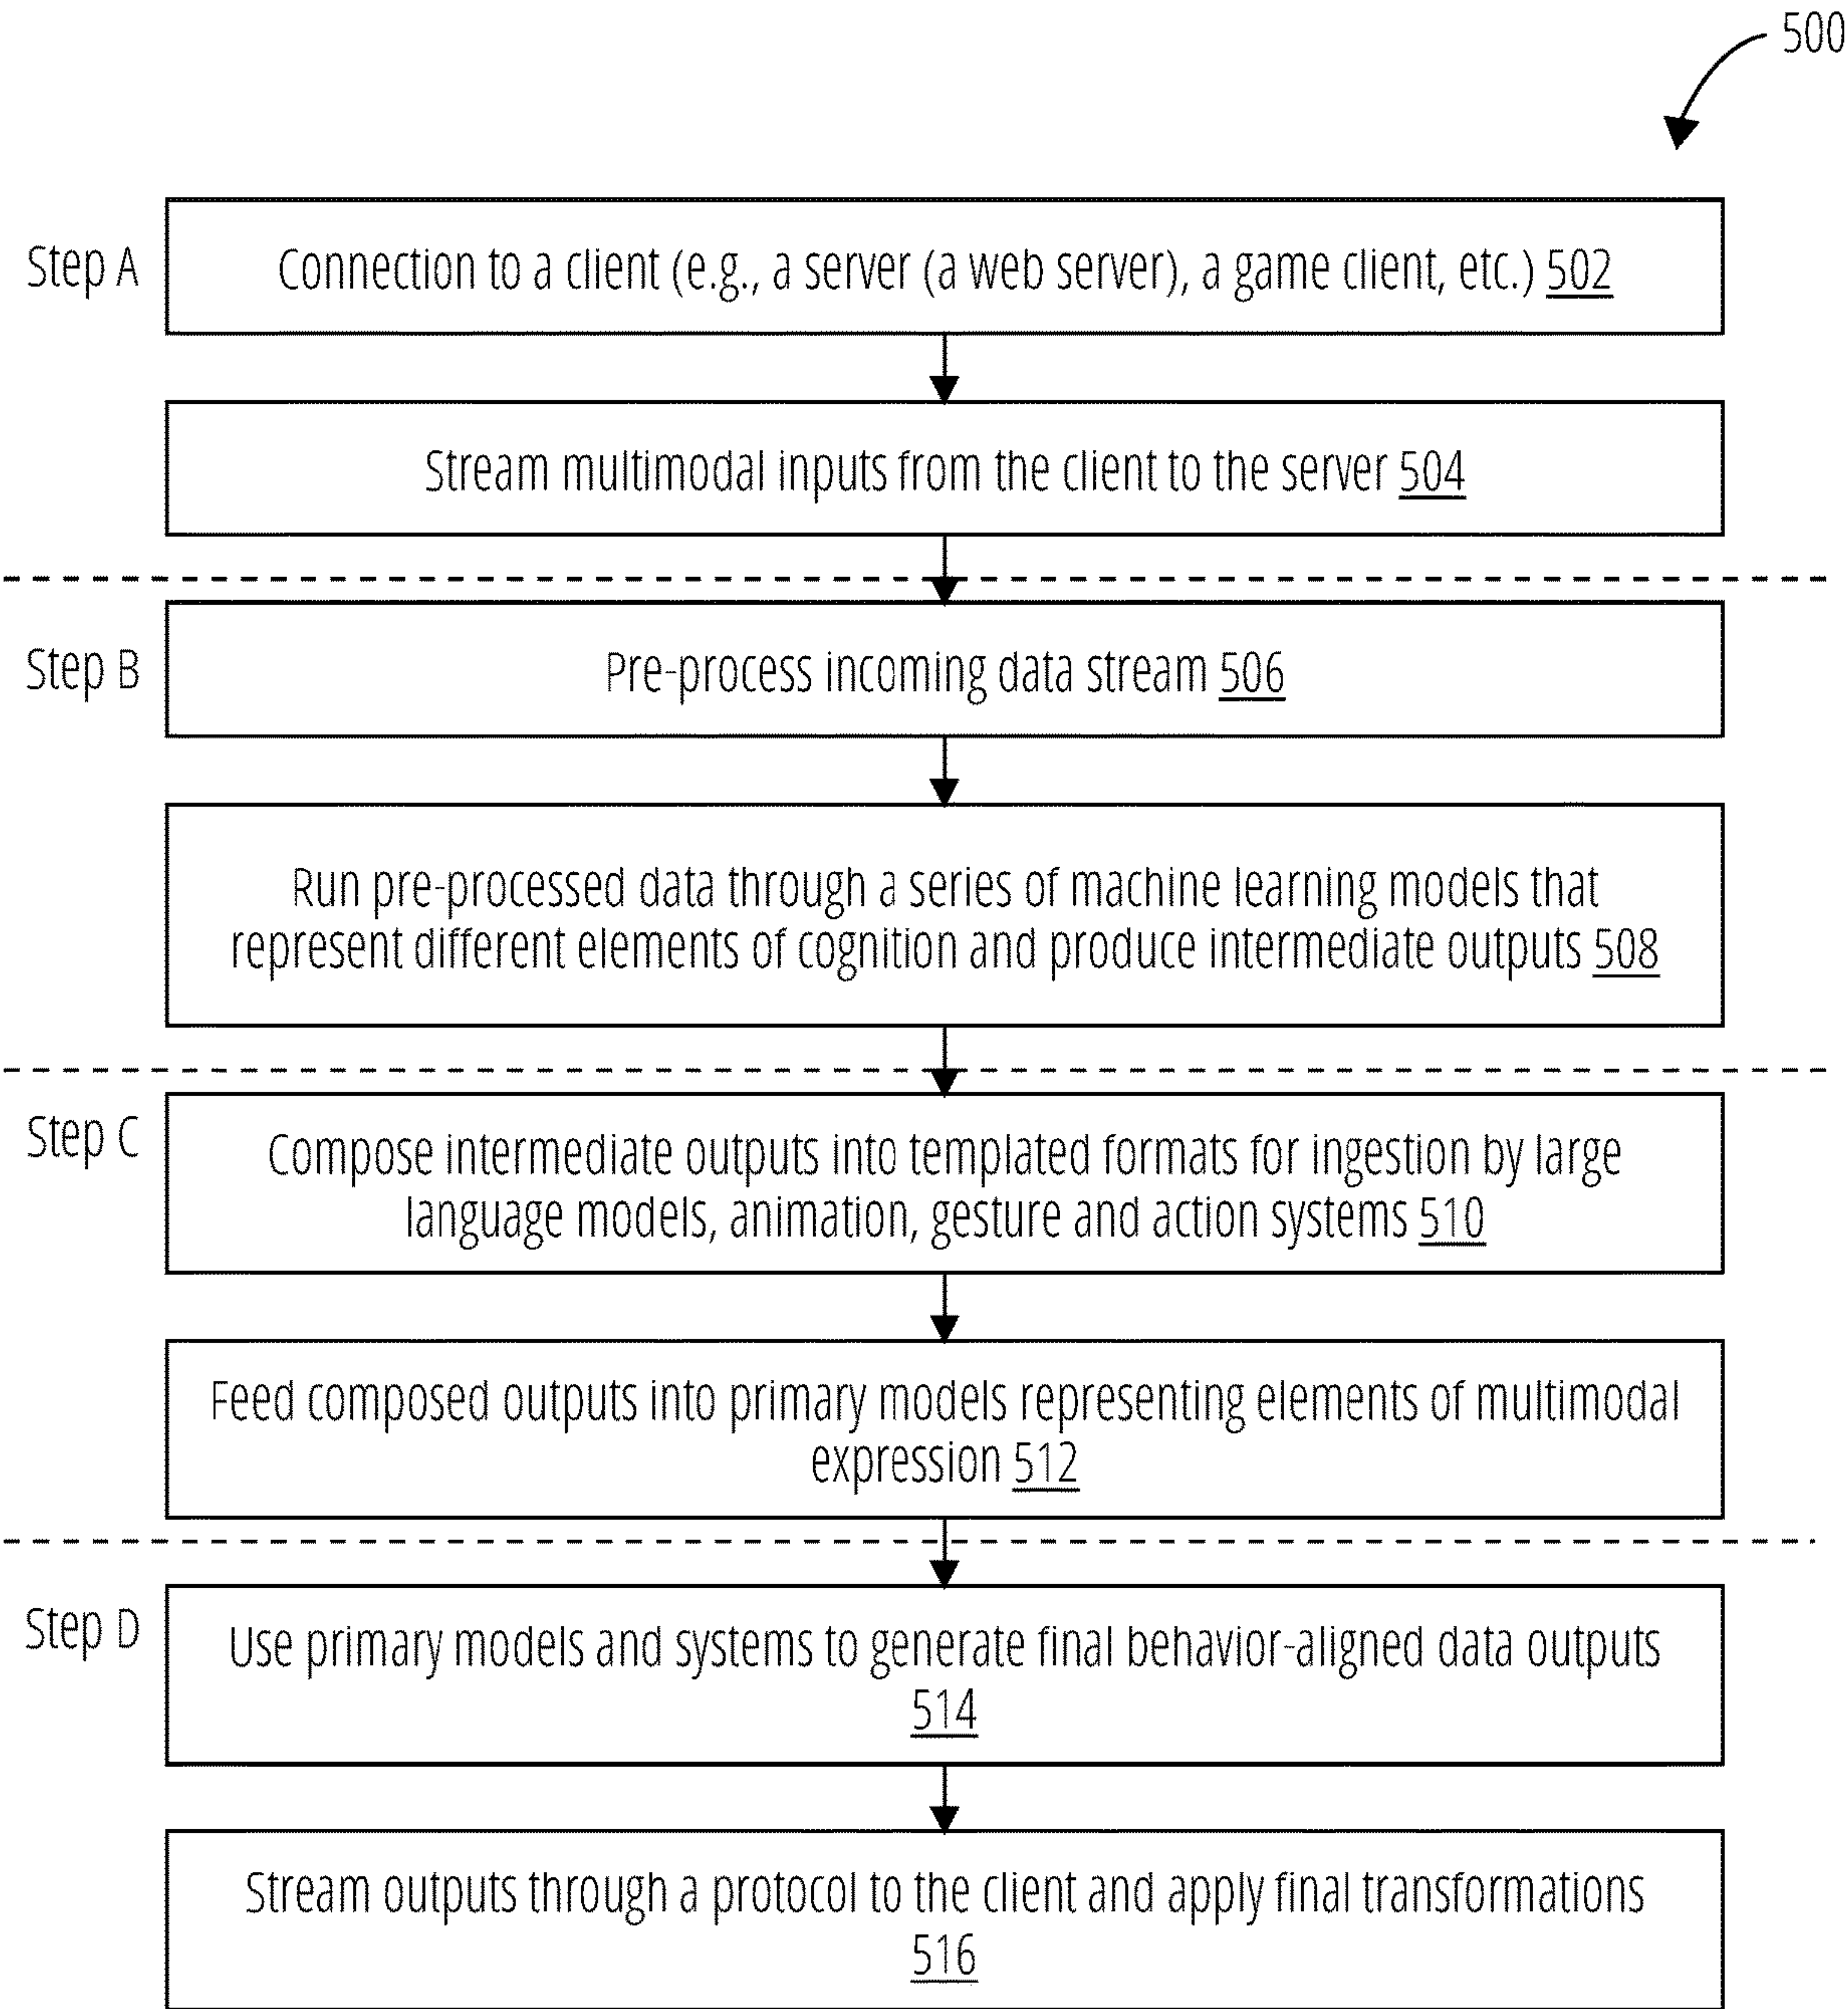 500
Step A
Connection to a client (e.g., a server (a web server), a game client, etc.) 502
Stream multimodal inputs from the client to the server 504
Step B
Pre-process incoming data stream 506
Run pre-processed data through a series of machine learning models that
represent different elements of cognition and produce intermediate outputs 508
Step C
Compose intermediate outputs into templated formats for ingestion by large
language models, animation, gesture and action systems 510
Feed composed outputs into primary models representing elements of multimodal
expression 512
Step D
Use primary models and systems to generate final behavior-aligned data outputs
514
Stream outputs through a protocol to the client and apply final transformations
516